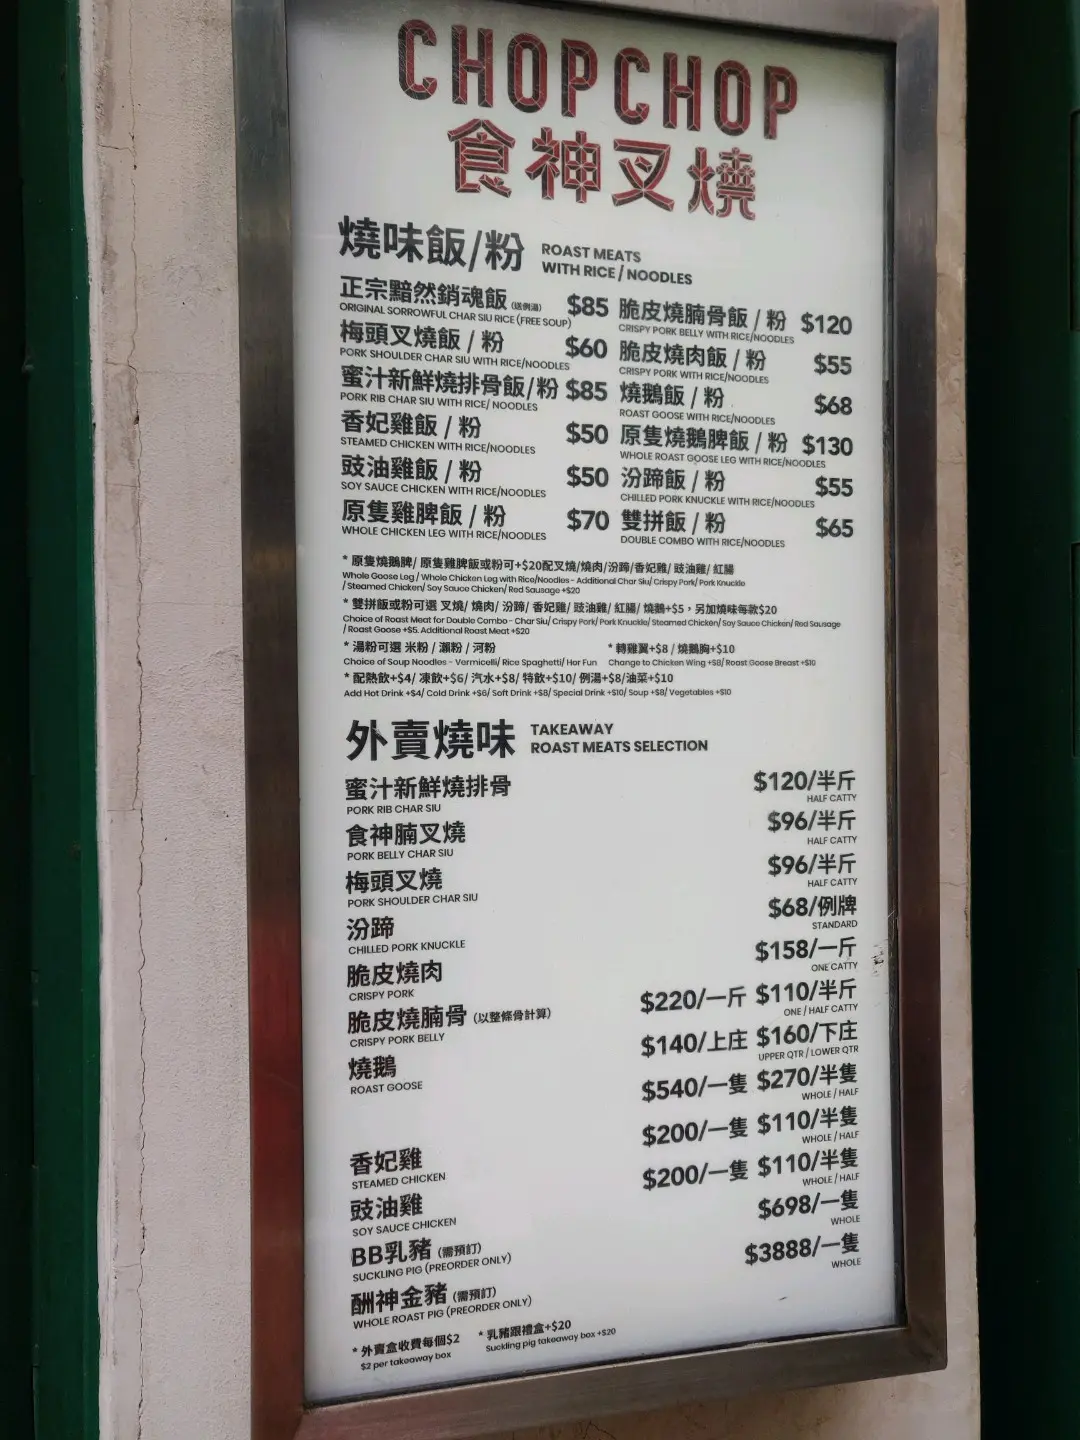 CHOPCHOP
食神叉燒
燒味飯/粉
ROAST MEATS
WITH RICE / NOODLES
正宗黯然銷魂飯 (送例湯) $85
ORIGINAL SORROWFUL CHAR SIU RICE (FREE SOUP)
梅頭叉燒飯 / 粉 $60
PORK SHOULDER CHAR SIU WITH RICE/NOODLES
蜜汁新鮮燒排骨飯/粉 $85
PORK RIB CHAR SIU WITH RICE/ NOODLES
香妃雞飯 / 粉 $50
STEAMED CHICKEN WITH RICE/NOODLES
豉油雞飯 / 粉 $50
SOY SAUCE CHICKEN WITH RICE/NOODLES
原隻雞脾飯 / 粉 $70
WHOLE CHICKEN LEG WITH RICE/NOODLES
脆皮燒腩骨飯 / 粉 $120
CRISPY PORK BELLY WITH RICE/NOODLES
脆皮燒肉飯 / 粉 $55
CRISPY PORK WITH RICE/NOODLES
燒鵝飯 / 粉 $68
ROAST GOOSE WITH RICE/NOODLES
原隻燒鵝脾飯 / 粉 $130
WHOLE ROAST GOOSE LEG WITH RICE/NOODLES
汾蹄飯 / 粉 $55
CHILLED PORK KNUCKLE WITH RICE/NOODLES
雙拼飯 / 粉 $65
DOUBLE COMBO WITH RICE/NOODLES
* 原隻燒鵝脾/ 原隻雞脾飯或粉可+$20配叉燒/燒肉/汾蹄/香妃雞/ 豉油雞/ 紅腸
Whole Goose Leg / Whole Chicken Leg with Rice/Noodles - Additional Char Siu/ Crispy Pork/ Pork Knuckle
/ Steamed Chicken/ Soy Sauce Chicken/ Red Sausage +$20
* 雙拼飯或粉可選 叉燒/ 燒肉/ 汾蹄/ 香妃雞/ 豉油雞/ 紅腸/ 燒鵝+$5，另加燒味每款$20
Choice of Roast Meat for Double Combo - Char Siu/ Crispy Pork/ Pork Knuckle/ Steamed Chicken/ Soy Sauce Chicken/ Red Sausage
/ Roast Goose +$5. Additional Roast Meat +$20
* 湯粉可選 米粉 / 瀨粉 / 河粉 * 轉雞翼+$8 / 燒鵝胸+$10
Choice of Soup Noodles - Vermicelli/ Rice Spaghetti/ Hor Fun Change to Chicken Wing +$8/ Roast Goose Breast +$10
* 配熱飲+$4/ 凍飲+$6/ 汽水+$8/ 特飲+$10/ 例湯+$8/油菜+$10
Add Hot Drink +$4/ Cold Drink +$6/ Soft Drink +$8/ Special Drink +$10/ Soup +$8/ Vegetables +$10
外賣燒味
TAKEAWAY
ROAST MEATS SELECTION
蜜汁新鮮燒排骨 $120/半斤
PORK RIB CHAR SIU HALF CATTY
食神腩叉燒 $96/半斤
PORK BELLY CHAR SIU HALF CATTY
梅頭叉燒 $96/半斤
PORK SHOULDER CHAR SIU HALF CATTY
汾蹄 $68/例牌
CHILLED PORK KNUCKLE STANDARD
脆皮燒肉 $158/一斤
CRISPY PORK ONE CATTY
脆皮燒腩骨 (以整條骨計算) $220/一斤 $110/半斤
CRISPY PORK BELLY ONE / HALF CATTY
燒鵝 $140/上庄 $160/下庄
ROAST GOOSE UPPER QTR / LOWER QTR
$540/一隻 $270/半隻
WHOLE / HALF
香妃雞 $200/一隻 $110/半隻
STEAMED CHICKEN WHOLE / HALF
豉油雞 $200/一隻 $110/半隻
SOY SAUCE CHICKEN WHOLE / HALF
BB乳豬 (需預訂) $698/一隻
SUCKLING PIG (PREORDER ONLY) WHOLE
酬神金豬 (需預訂) $3888/一隻
WHOLE ROAST PIG (PREORDER ONLY) WHOLE
* 外賣盒收費每個$2 * 乳豬跟禮盒+$20
$2 per takeaway box Suckling pig takeaway box +$20